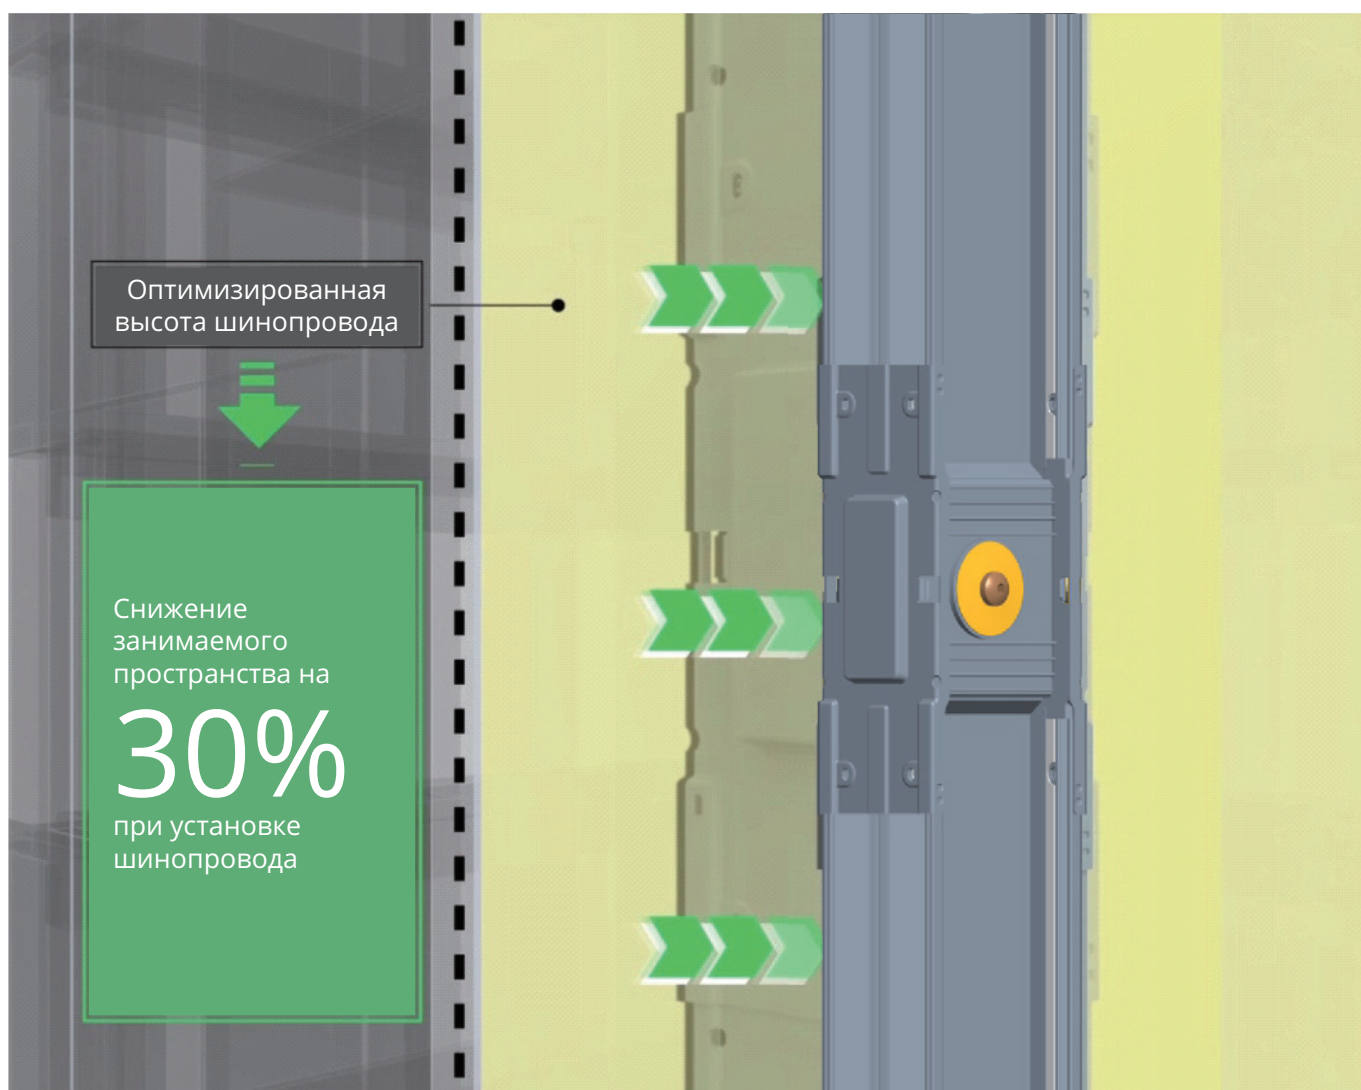 Оптимизированная
высота шинопровода
Снижение
занимаемого
пространства на
30%
при установке
шинопровода